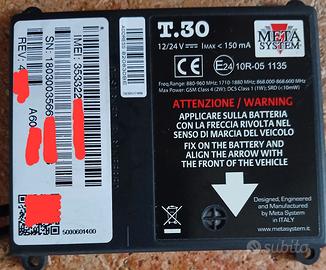 T.30
META
SYSTEM
12/24 V ⎓ IMAX < 150 mA
E24 10R-05 1135
Freq.Range: 880-960 MHz; 1710-1880 MHz; 868.000-868.600 MHz
Max Power: GSM Class 4 (2W); DCS Class 1 (1W); SRD (<10mW)
ATTENZIONE / WARNING
APPLICARE SULLA BATTERIA
CON LA FRECCIA RIVOLTA NEL
SENSO DI MARCIA DEL VEICOLO
FIX ON THE BATTERY AND
ALIGN THE ARROW WITH
THE FRONT OF THE VEHICLE
Designed, Engineered
and Manufactured
by Meta System
in ITALY
www.metasystem.it
REV: 4
SN: 1803003566
IMEI: 350322
A60
5000601400
subito